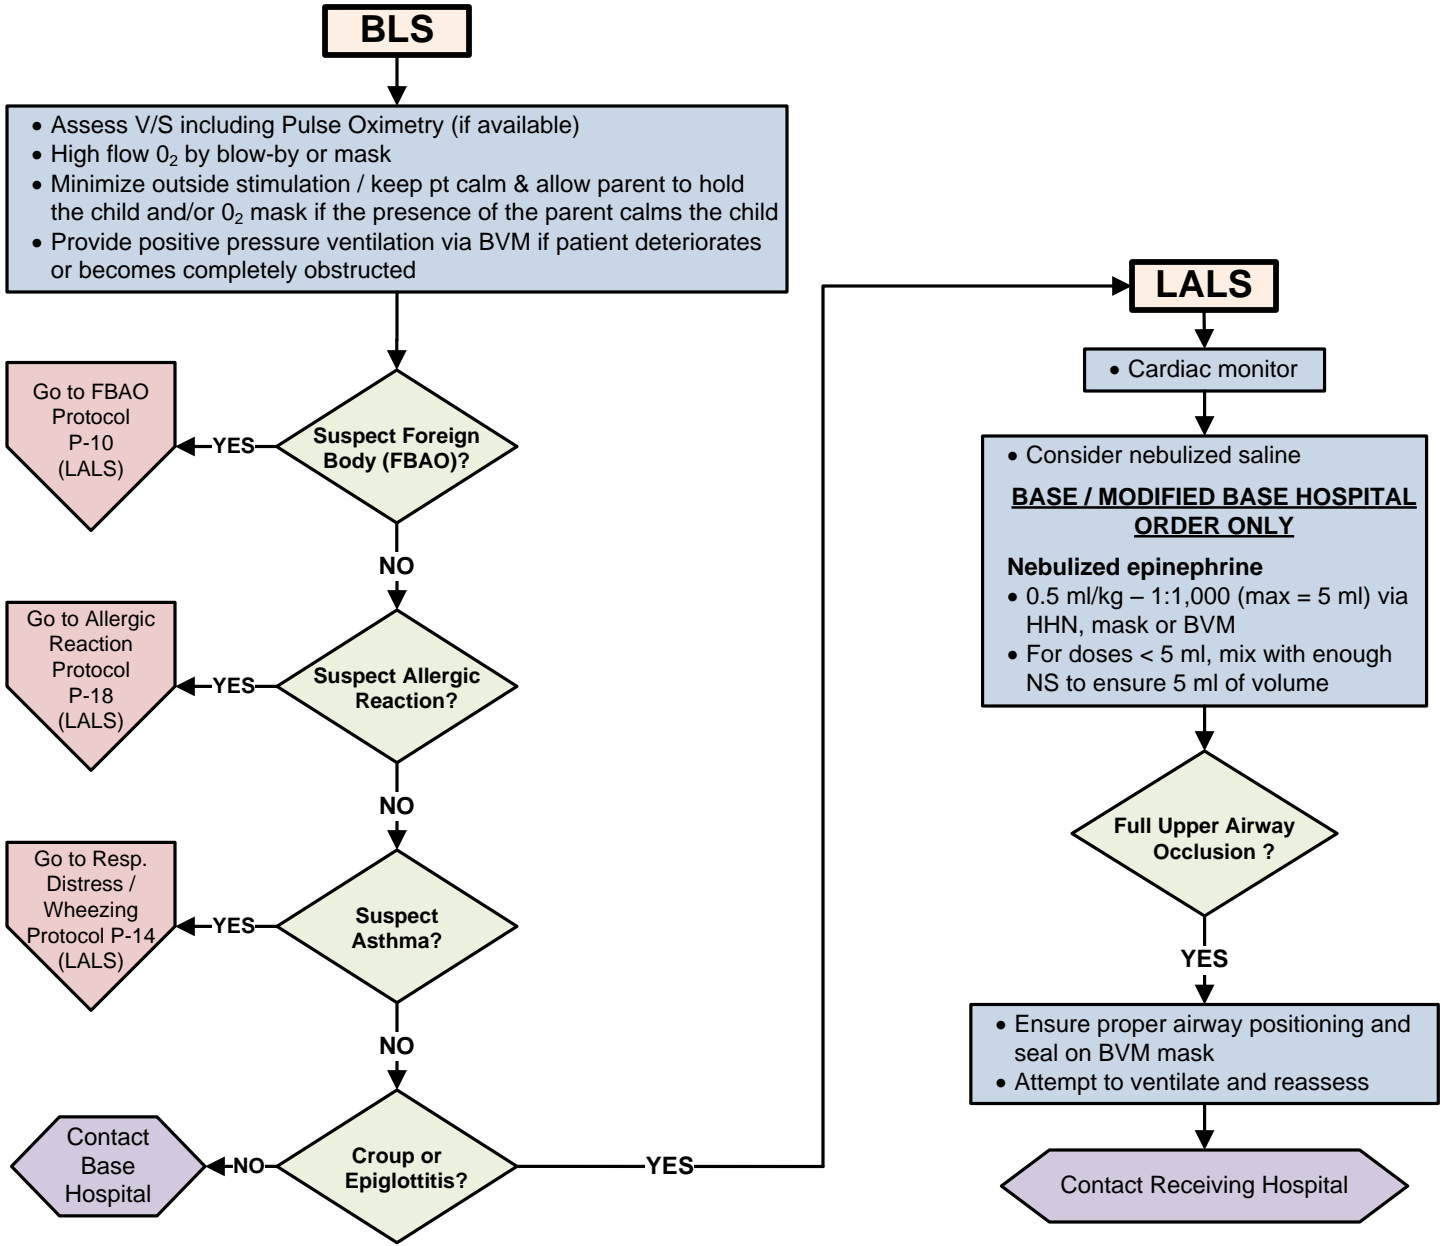 BLS
• Assess V/S including Pulse Oximetry (if available)
• High flow 0₂ by blow-by or mask
• Minimize outside stimulation / keep pt calm & allow parent to hold
the child and/or 0₂ mask if the presence of the parent calms the child
• Provide positive pressure ventilation via BVM if patient deteriorates
or becomes completely obstructed
Suspect Foreign
Body (FBAO)?
YES
Go to FBAO
Protocol
P-10
(LALS)
NO
Suspect Allergic
Reaction?
YES
Go to Allergic
Reaction
Protocol
P-18
(LALS)
NO
Suspect
Asthma?
YES
Go to Resp.
Distress /
Wheezing
Protocol P-14
(LALS)
NO
Croup or
Epiglottitis?
NO
Contact
Base
Hospital
YES
LALS
• Cardiac monitor
• Consider nebulized saline
BASE / MODIFIED BASE HOSPITAL
ORDER ONLY
Nebulized epinephrine
• 0.5 ml/kg – 1:1,000 (max = 5 ml) via
HHN, mask or BVM
• For doses < 5 ml, mix with enough
NS to ensure 5 ml of volume
Full Upper Airway
Occlusion ?
YES
• Ensure proper airway positioning and
seal on BVM mask
• Attempt to ventilate and reassess
Contact Receiving Hospital